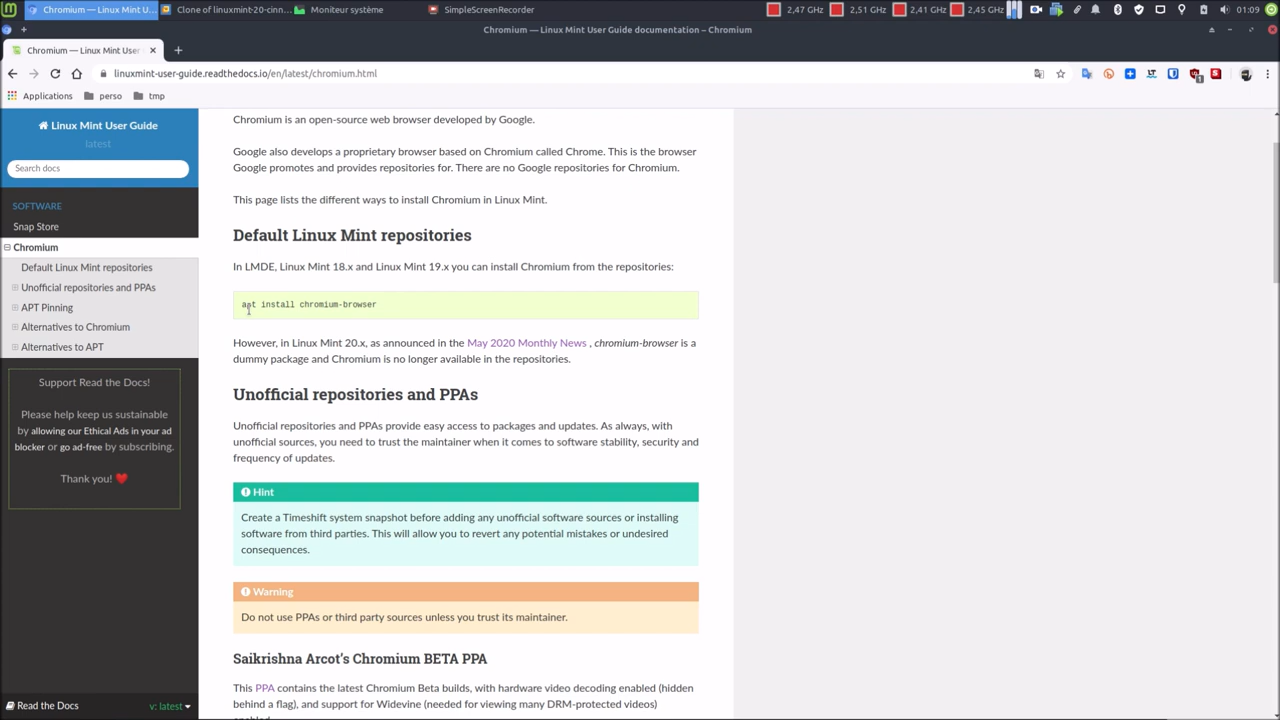 Chromium — Linux Mint U...
Clone of linuxmint-20-cinn...
Moniteur système
SimpleScreenRecorder
2,47 GHz
2,51 GHz
2,41 GHz
2,45 GHz
01:09
Chromium — Linux Mint User Guide documentation – Chromium
Chromium — Linux Mint User
linuxmint-user-guide.readthedocs.io/en/latest/chromium.html
Applications
perso
tmp
Linux Mint User Guide
latest
Search docs
SOFTWARE
Snap Store
Chromium
Default Linux Mint repositories
Unofficial repositories and PPAs
APT Pinning
Alternatives to Chromium
Alternatives to APT
Support Read the Docs!
Please help keep us sustainable
by allowing our Ethical Ads in your ad
blocker or go ad-free by subscribing.
Thank you! ❤️
Read the Docs
v: latest
Chromium is an open-source web browser developed by Google.
Google also develops a proprietary browser based on Chromium called Chrome. This is the browser
Google promotes and provides repositories for. There are no Google repositories for Chromium.
This page lists the different ways to install Chromium in Linux Mint.
Default Linux Mint repositories
In LMDE, Linux Mint 18.x and Linux Mint 19.x you can install Chromium from the repositories:
apt install chromium-browser
However, in Linux Mint 20.x, as announced in the May 2020 Monthly News , chromium-browser is a
dummy package and Chromium is no longer available in the repositories.
Unofficial repositories and PPAs
Unofficial repositories and PPAs provide easy access to packages and updates. As always, with
unofficial sources, you need to trust the maintainer when it comes to software stability, security and
frequency of updates.
Hint
Create a Timeshift system snapshot before adding any unofficial software sources or installing
software from third parties. This will allow you to revert any potential mistakes or undesired
consequences.
Warning
Do not use PPAs or third party sources unless you trust its maintainer.
Saikrishna Arcot's Chromium BETA PPA
This PPA contains the latest Chromium Beta builds, with hardware video decoding enabled (hidden
behind a flag), and support for Widevine (needed for viewing many DRM-protected videos)